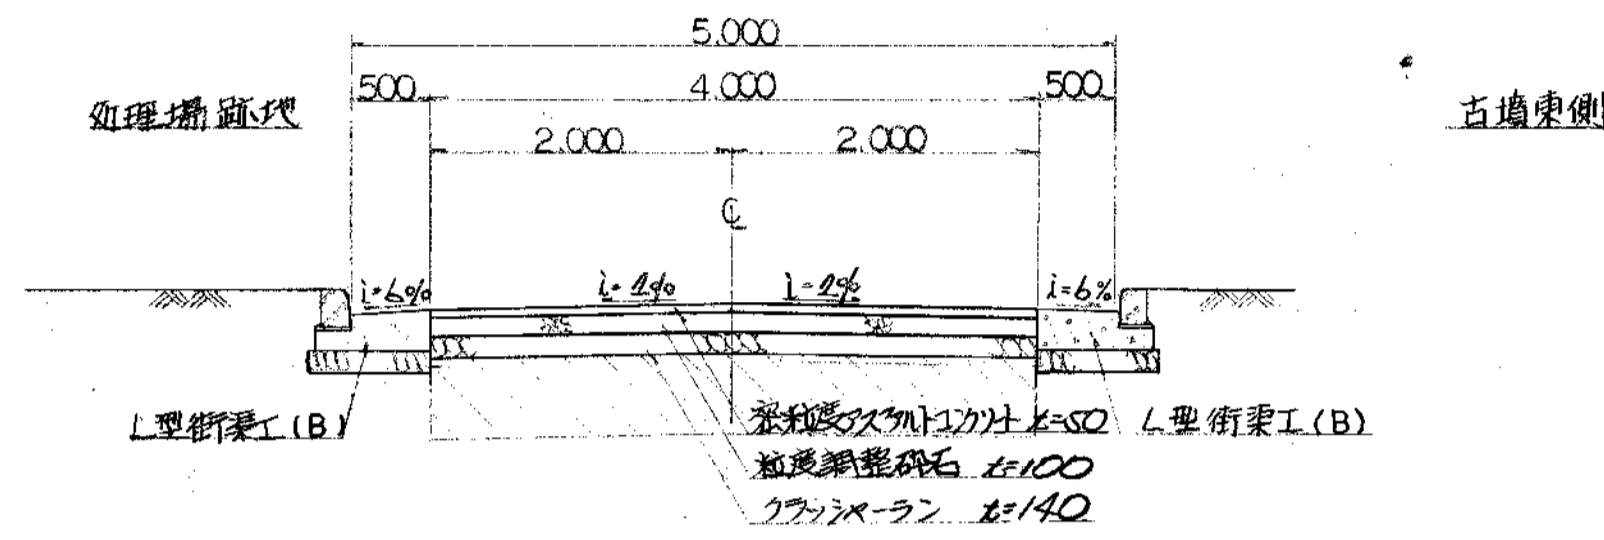 5.000
500 4.000 500
処理場跡地
古墳東側
2.000 2.000
℄
i=6% i=2% i=2% i=6%
L型街渠工(B)
密粒度アスファルトコンクリート t=50
L型街渠工(B)
粒度調整砕石 t=100
クラッシャーラン t=140